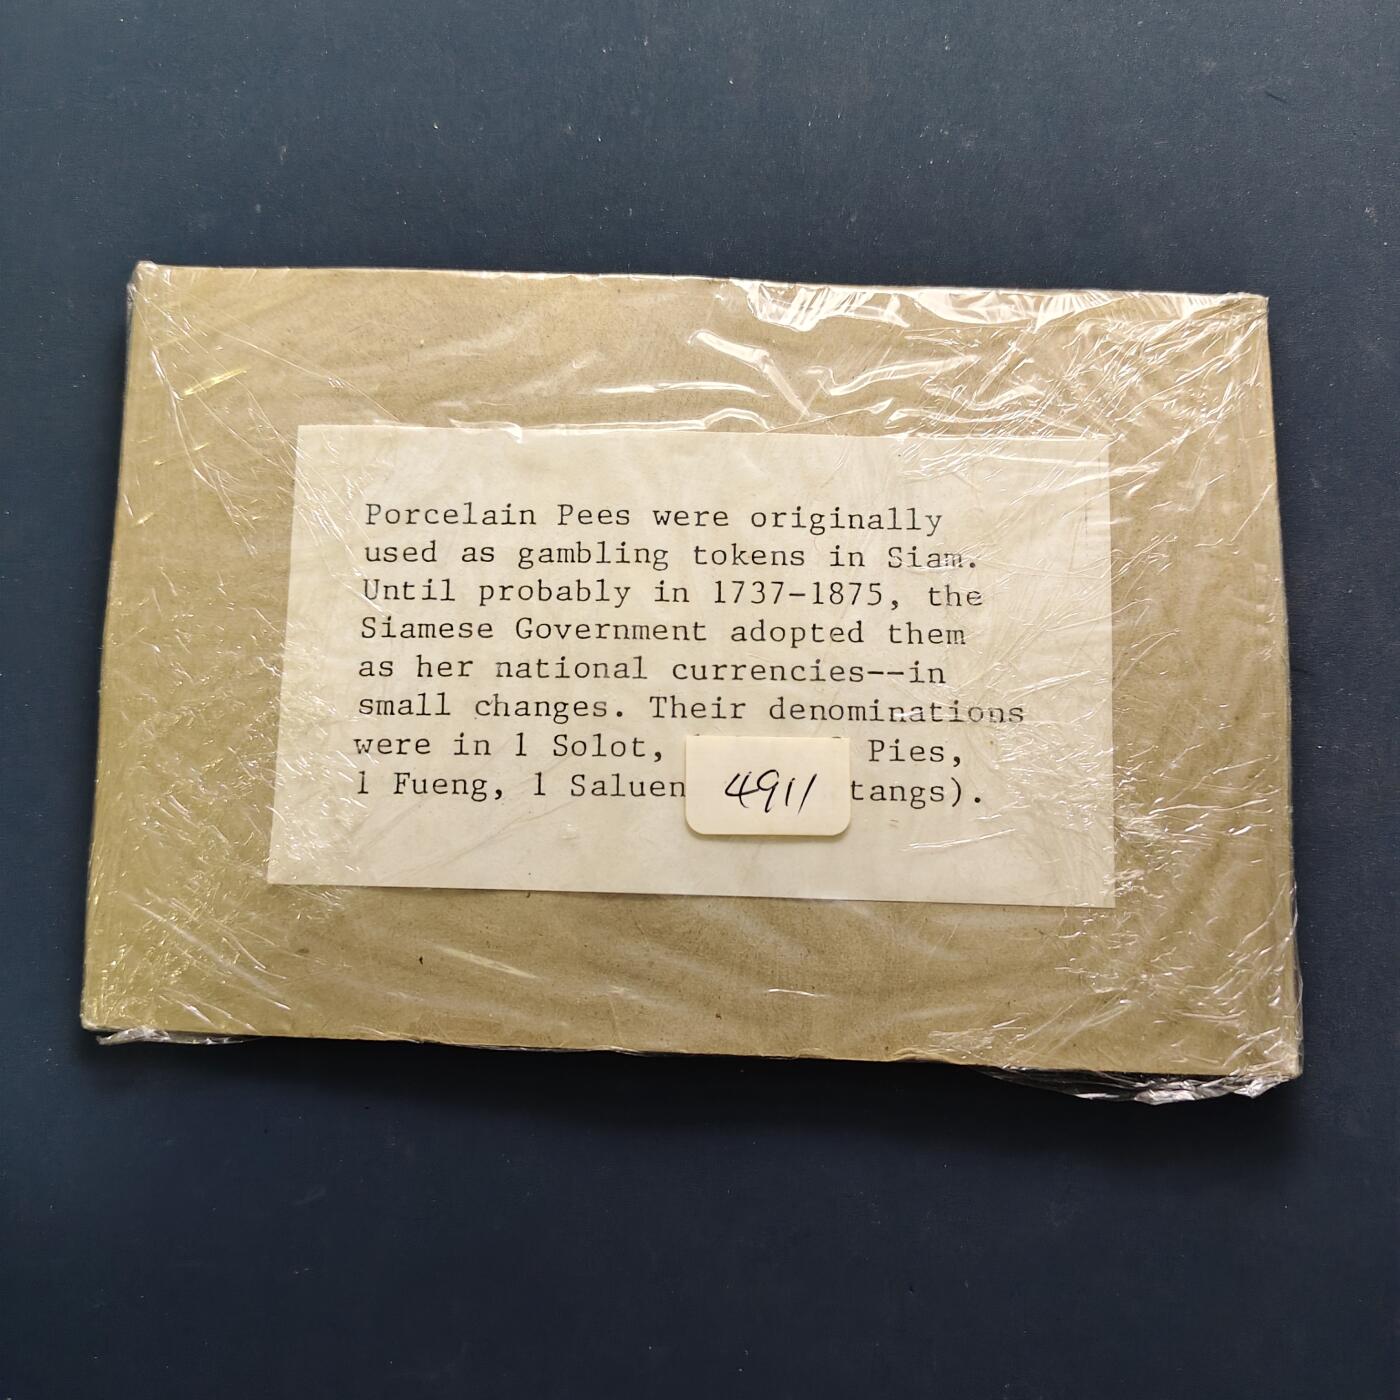 Porcelain Pees were originally
used as gambling tokens in Siam.
Until probably in 1737-1875, the
Siamese Government adopted them
as her national currencies--in
small changes. Their denominations
were in 1 Solot, Pies,
1 Fueng, 1 Saluen tangs).
4911